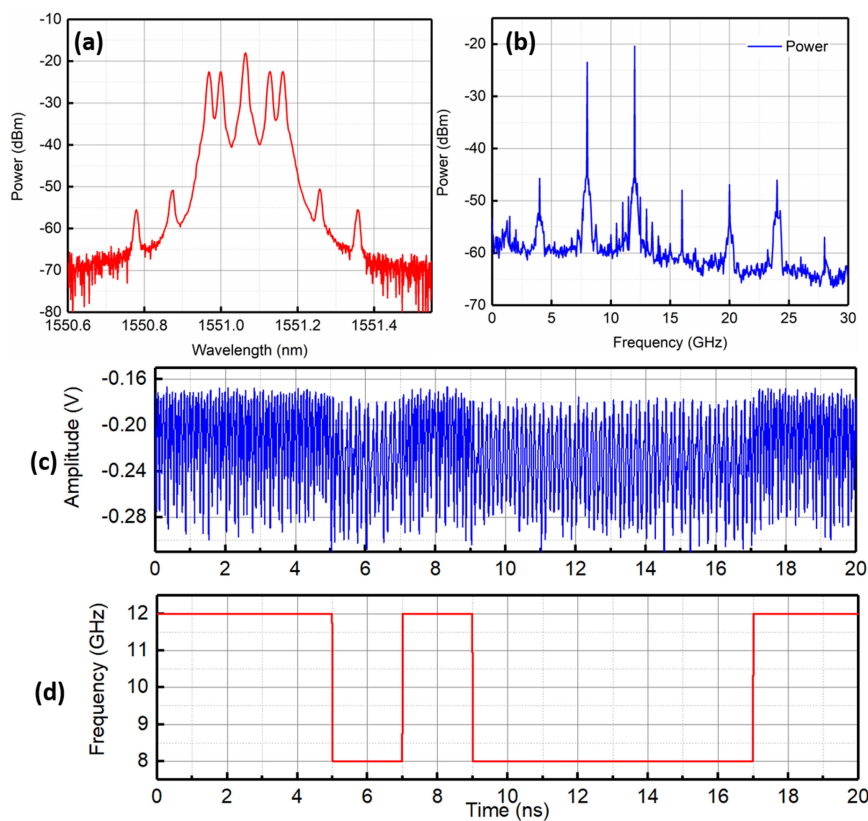 (a)
-10
-20
-30
-40
-50
-60
-70
-80
Power (dBm)
1550.6 1550.8 1551.0 1551.2 1551.4
Wavelength (nm)
(b)
Power
-20
-30
-40
-50
-60
-70
Power (dBm)
0 5 10 15 20 25 30
Frequency (GHz)
(c)
Amplitude (V)
-0.16
-0.20
-0.24
-0.28
0 2 4 6 8 10 12 14 16 18 20
(d)
Frequency (GHz)
12
11
10
9
8
0 2 4 6 8 10 12 14 16 18 20
Time (ns)